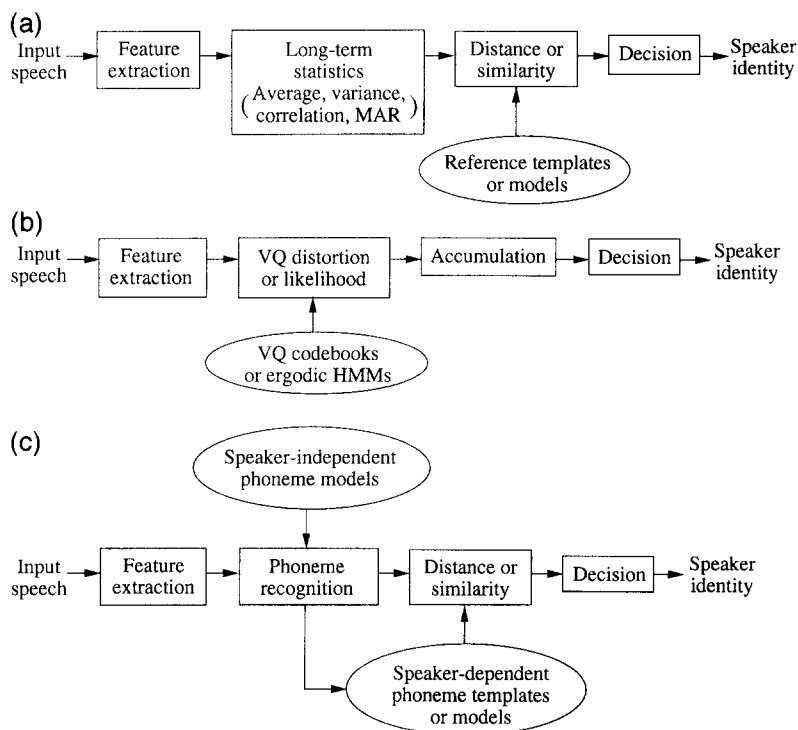 (a)
Input
speech
Feature
extraction
Long-term
statistics
(Average, variance,
correlation, MAR)
Distance or
similarity
Decision
Speaker
identity
Reference templates
or models
(b)
Input
speech
Feature
extraction
VQ distortion
or likelihood
Accumulation
Decision
Speaker
identity
VQ codebooks
or ergodic HMMs
(c)
Speaker-independent
phoneme models
Input
speech
Feature
extraction
Phoneme
recognition
Distance or
similarity
Decision
Speaker
identity
Speaker-dependent
phoneme templates
or models